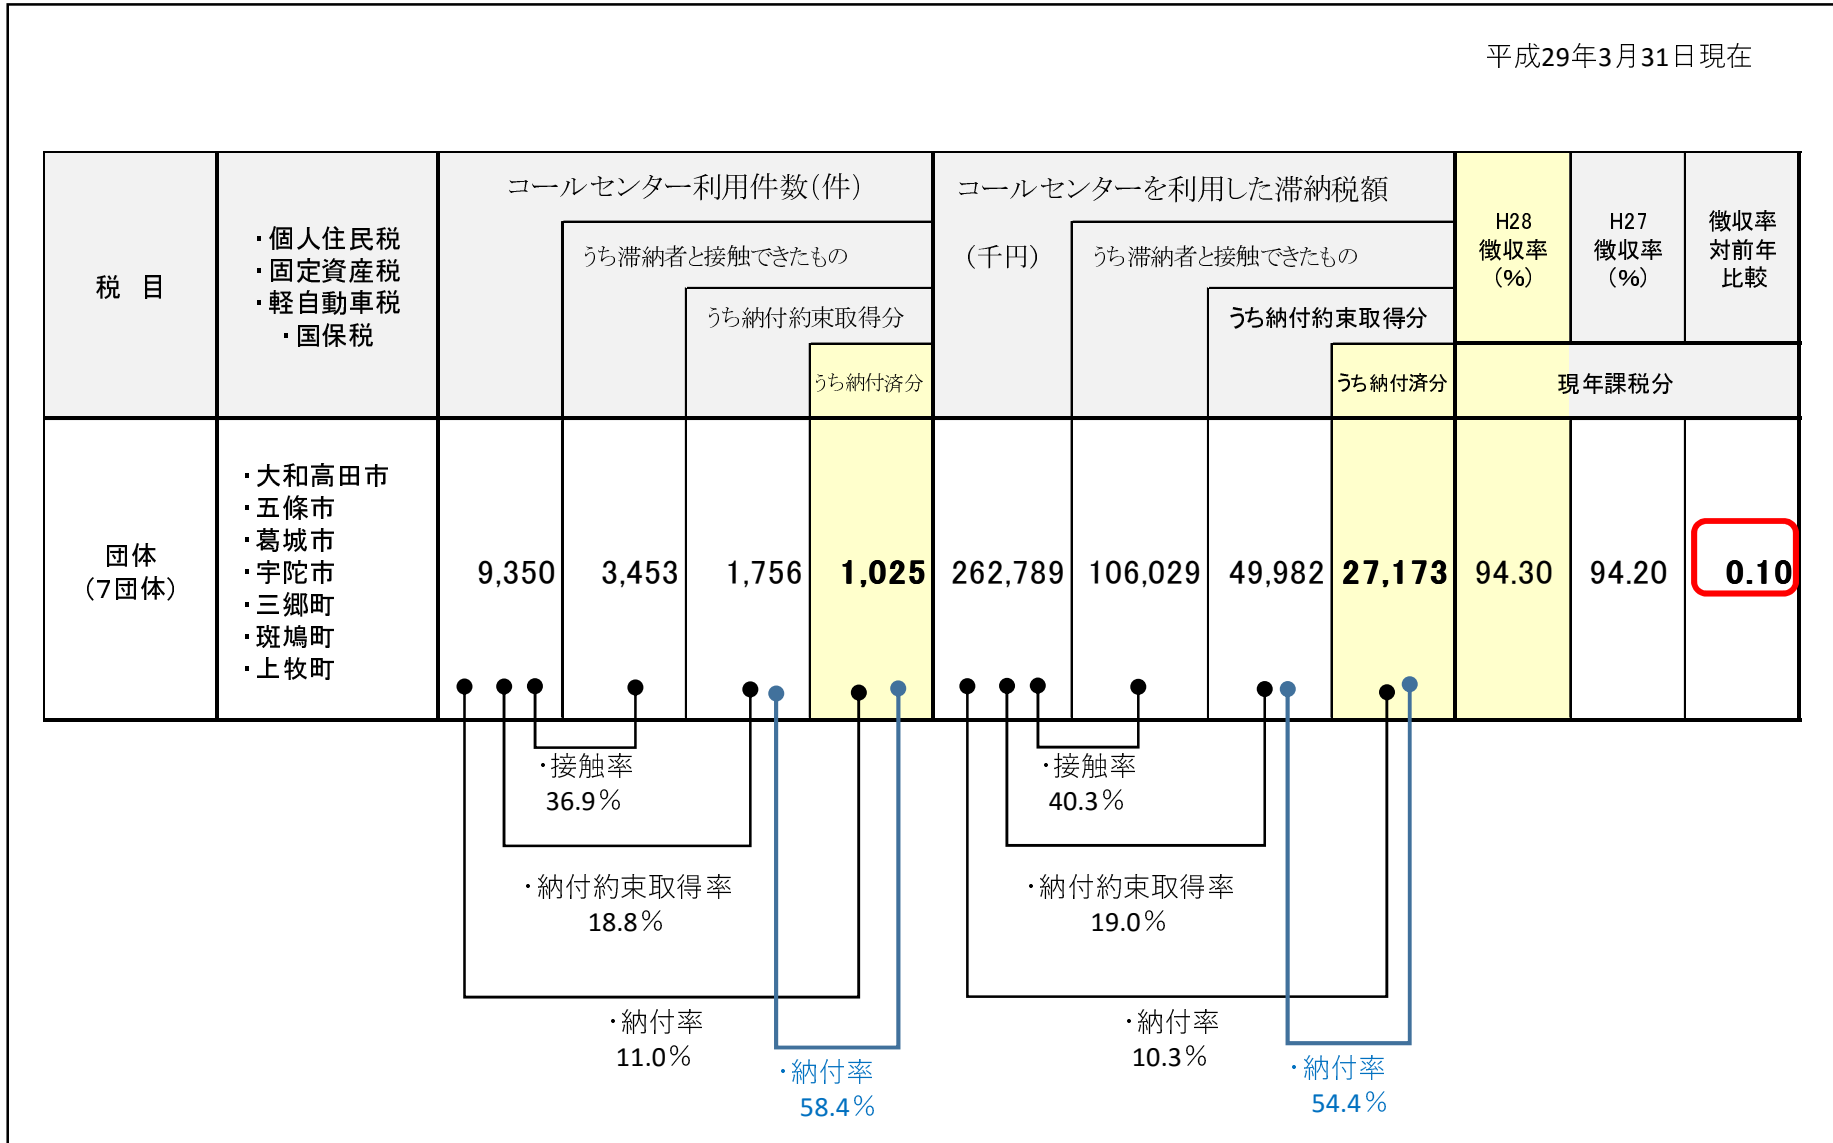 平成29年3月31日現在
税 目
・個人住民税
・固定資産税
・軽自動車税
・国保税
コールセンター利用件数(件)
うち滞納者と接触できたもの
うち納付約束取得分
うち納付済分
コールセンターを利用した滞納税額
(千円)
うち滞納者と接触できたもの
うち納付約束取得分
うち納付済分
H28
徴収率
(%)
H27
徴収率
(%)
徴収率
対前年
比較
現年課税分
団体
(7団体)
・大和高田市
・五條市
・葛城市
・宇陀市
・三郷町
・斑鳩町
・上牧町
9,350 3,453 1,756 1,025 262,789 106,029 49,982 27,173 94.30 94.20 0.10
・接触率
36.9%
・接触率
40.3%
・納付約束取得率
18.8%
・納付約束取得率
19.0%
・納付率
11.0%
・納付率
58.4%
・納付率
10.3%
・納付率
54.4%